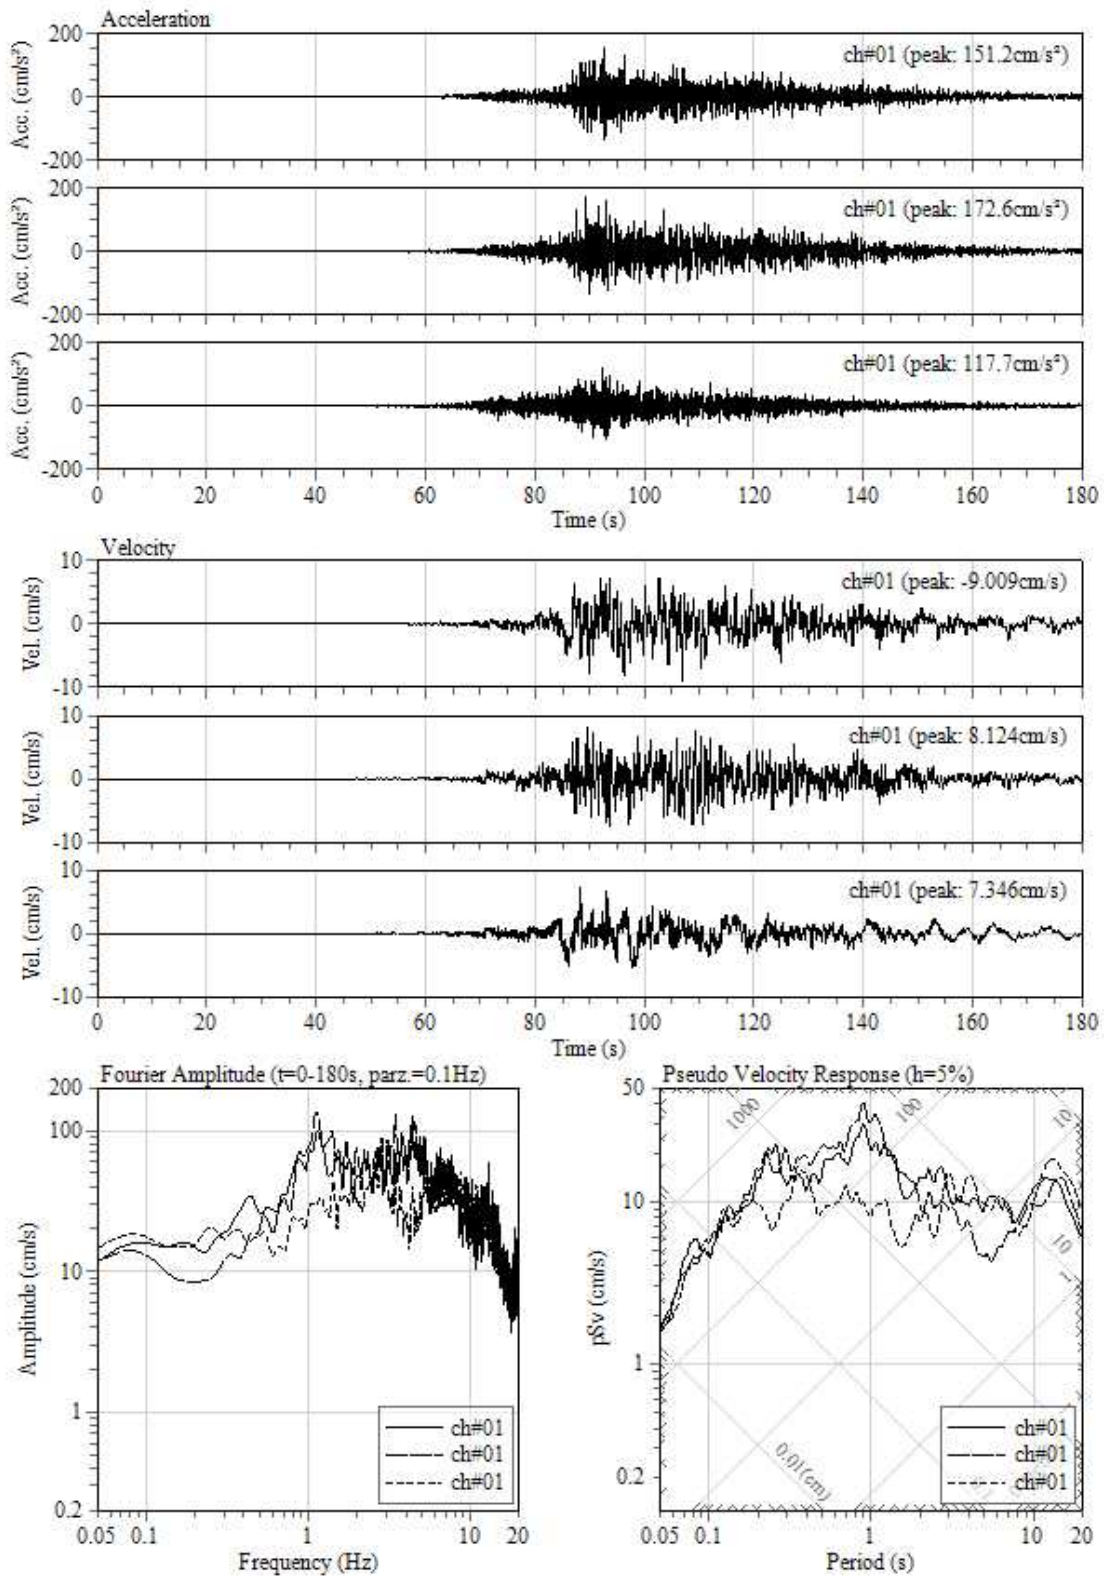 Acceleration
200
0
-200
Acc. (cm/s²)
ch#01 (peak: 151.2cm/s²)
200
0
-200
Acc. (cm/s²)
ch#01 (peak: 172.6cm/s²)
200
0
-200
Acc. (cm/s²)
ch#01 (peak: 117.7cm/s²)
0 20 40 60 80 100 120 140 160 180
Time (s)
Velocity
10
0
-10
Vel. (cm/s)
ch#01 (peak: -9.009cm/s)
10
0
-10
Vel. (cm/s)
ch#01 (peak: 8.124cm/s)
10
0
-10
Vel. (cm/s)
ch#01 (peak: 7.346cm/s)
0 20 40 60 80 100 120 140 160 180
Time (s)
Fourier Amplitude (t=0-180s, parz.=0.1Hz)
200
100
10
1
0.2
Amplitude (cm/s)
ch#01
ch#01
ch#01
0.05 0.1 1 10 20
Frequency (Hz)
Pseudo Velocity Response (h=5%)
50
10
1
0.2
pSv (cm/s)
1000
100
10
10
1
0.01(cm)
ch#01
ch#01
ch#01
0.05 0.1 1 10 20
Period (s)